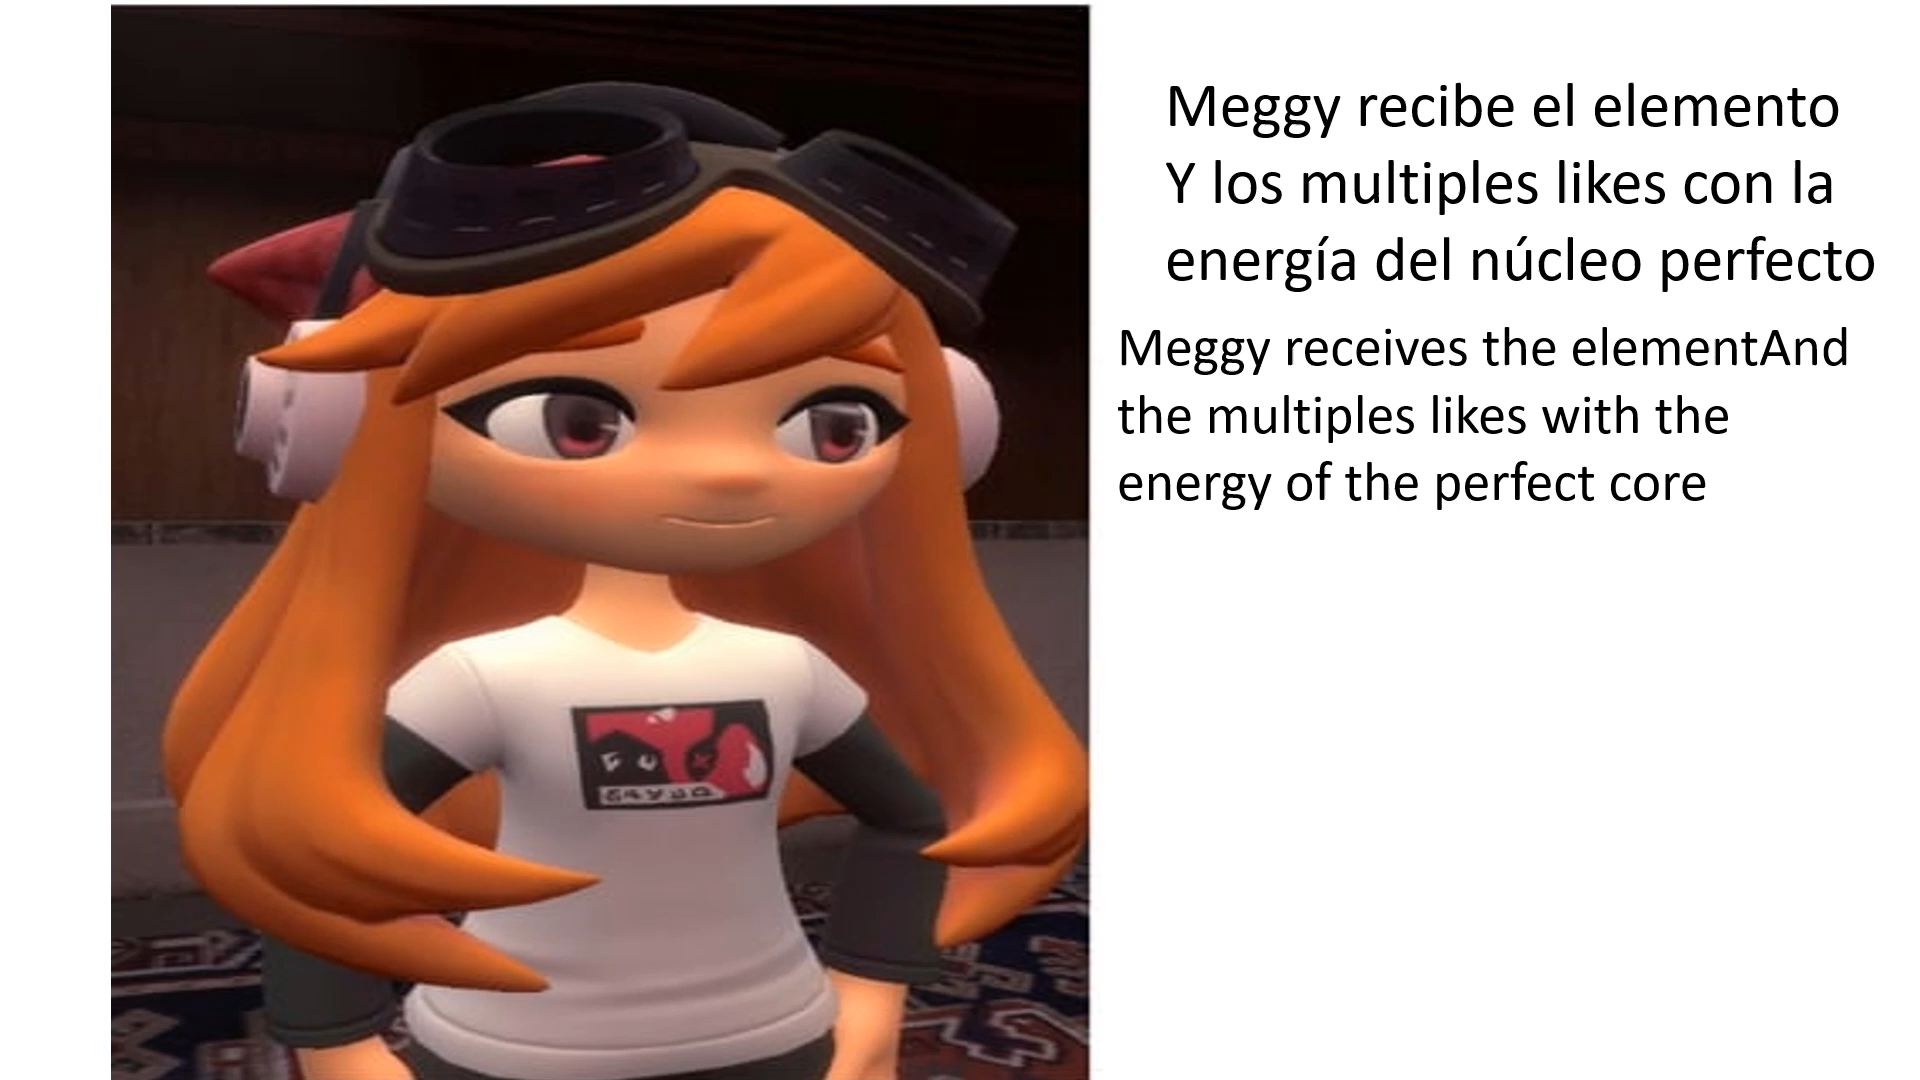 Meggy recibe el elemento
Y los multiples likes con la
energía del núcleo perfecto
Meggy receives the elementAnd
the multiples likes with the
energy of the perfect core